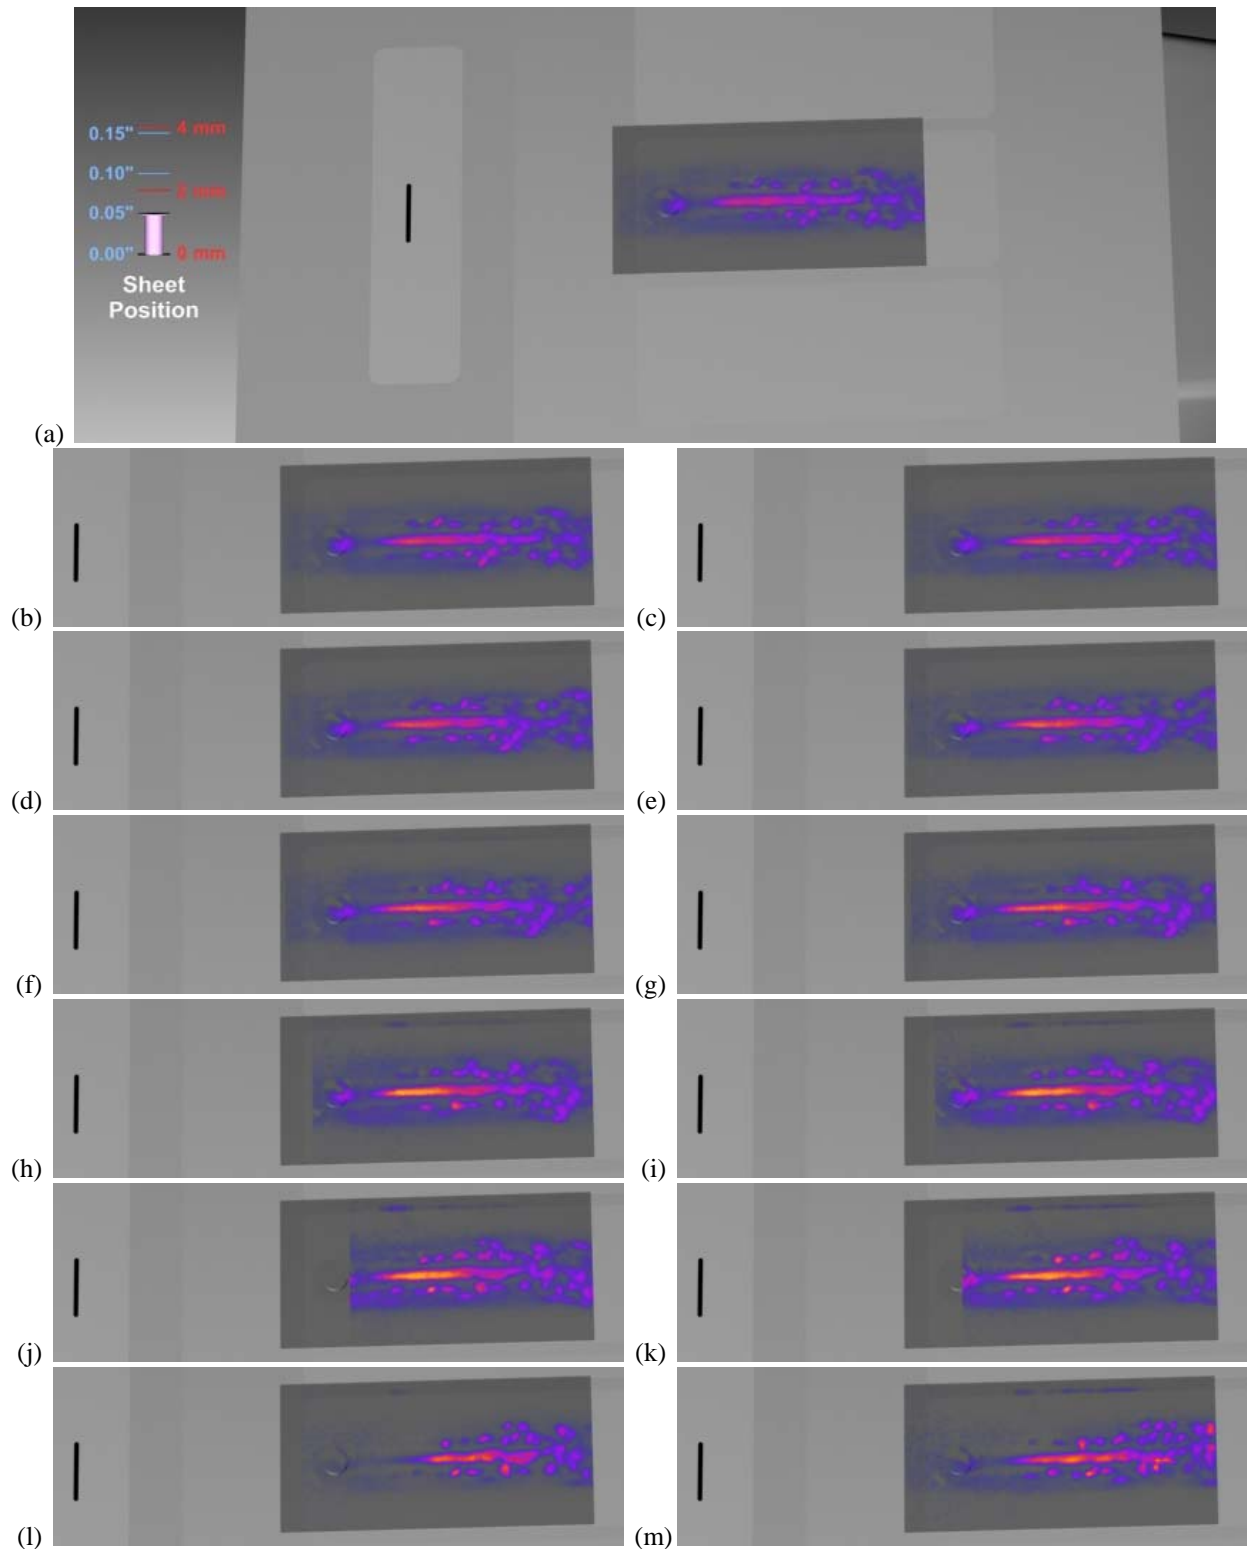 0.15" 4 mm
0.10"
2 mm
0.05"
0.00" 0 mm
Sheet
Position
(a)
(b) (c)
(d) (e)
(f) (g)
(h) (i)
(j) (k)
(l) (m)